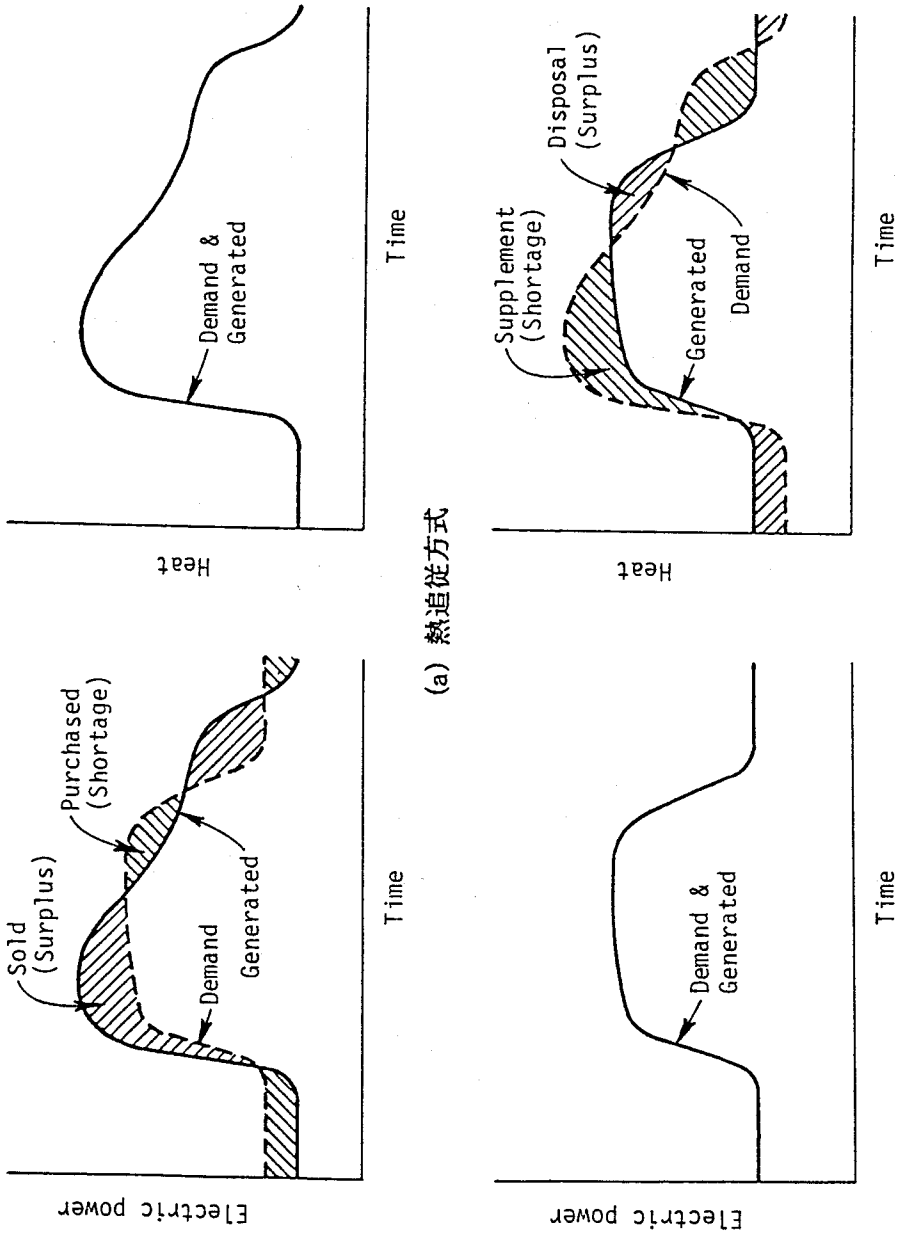 Electric power
Sold
(Surplus)
Purchased
(Shortage)
Demand
Generated
Time
Heat
Demand &
Generated
Time
(a) 熱追従方式
Electric power
Demand &
Generated
Time
Heat
Supplement
(Shortage)
Disposal
(Surplus)
Generated
Demand
Time